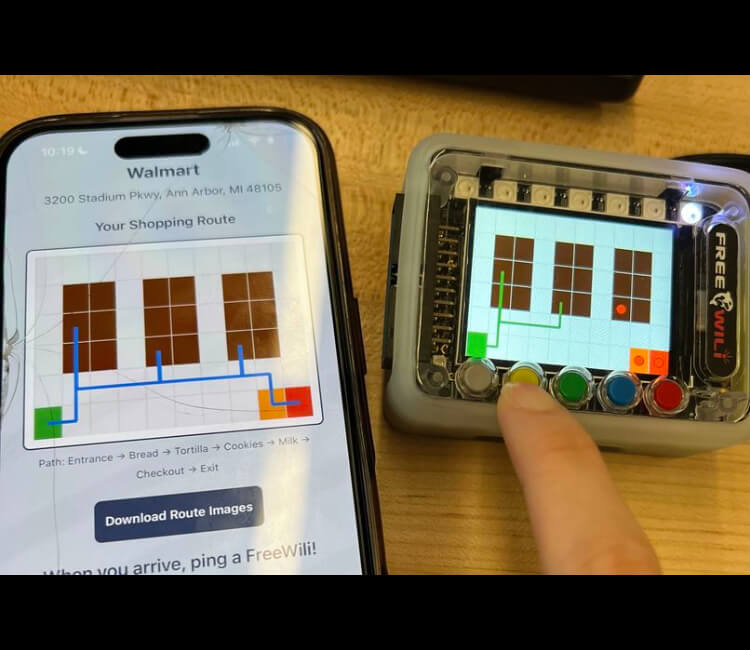 10:19
Walmart
3200 Stadium Pkwy, Ann Arbor, MI 48105
Your Shopping Route
Path: Entrance → Bread → Tortilla → Cookies → Milk →
Checkout → Exit
Download Route Images
When you arrive, ping a FreeWili!
FREE WILi